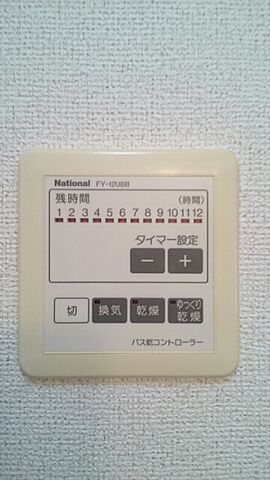 National FY-12UBB
残時間 (時間)
1 2 3 4 5 6 7 8 9 10 11 12
タイマー設定
− +
切 換気 乾燥 ゆっくり乾燥
バス乾コントローラー